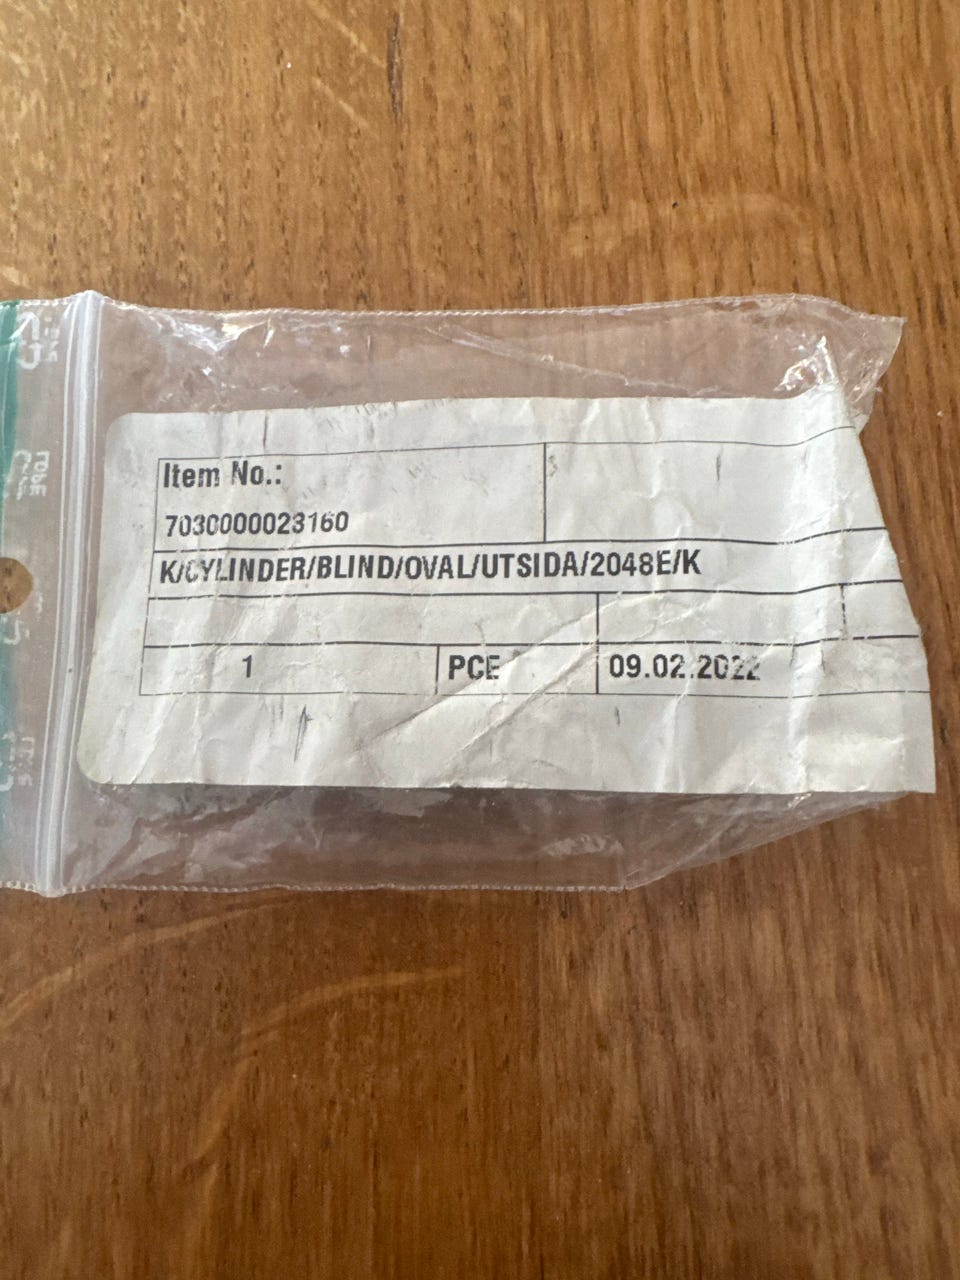 Item No.:
7030000023160
K/CYLINDER/BLIND/OVAL/UTSIDA/2048E/K
1 PCE 09.02.2022